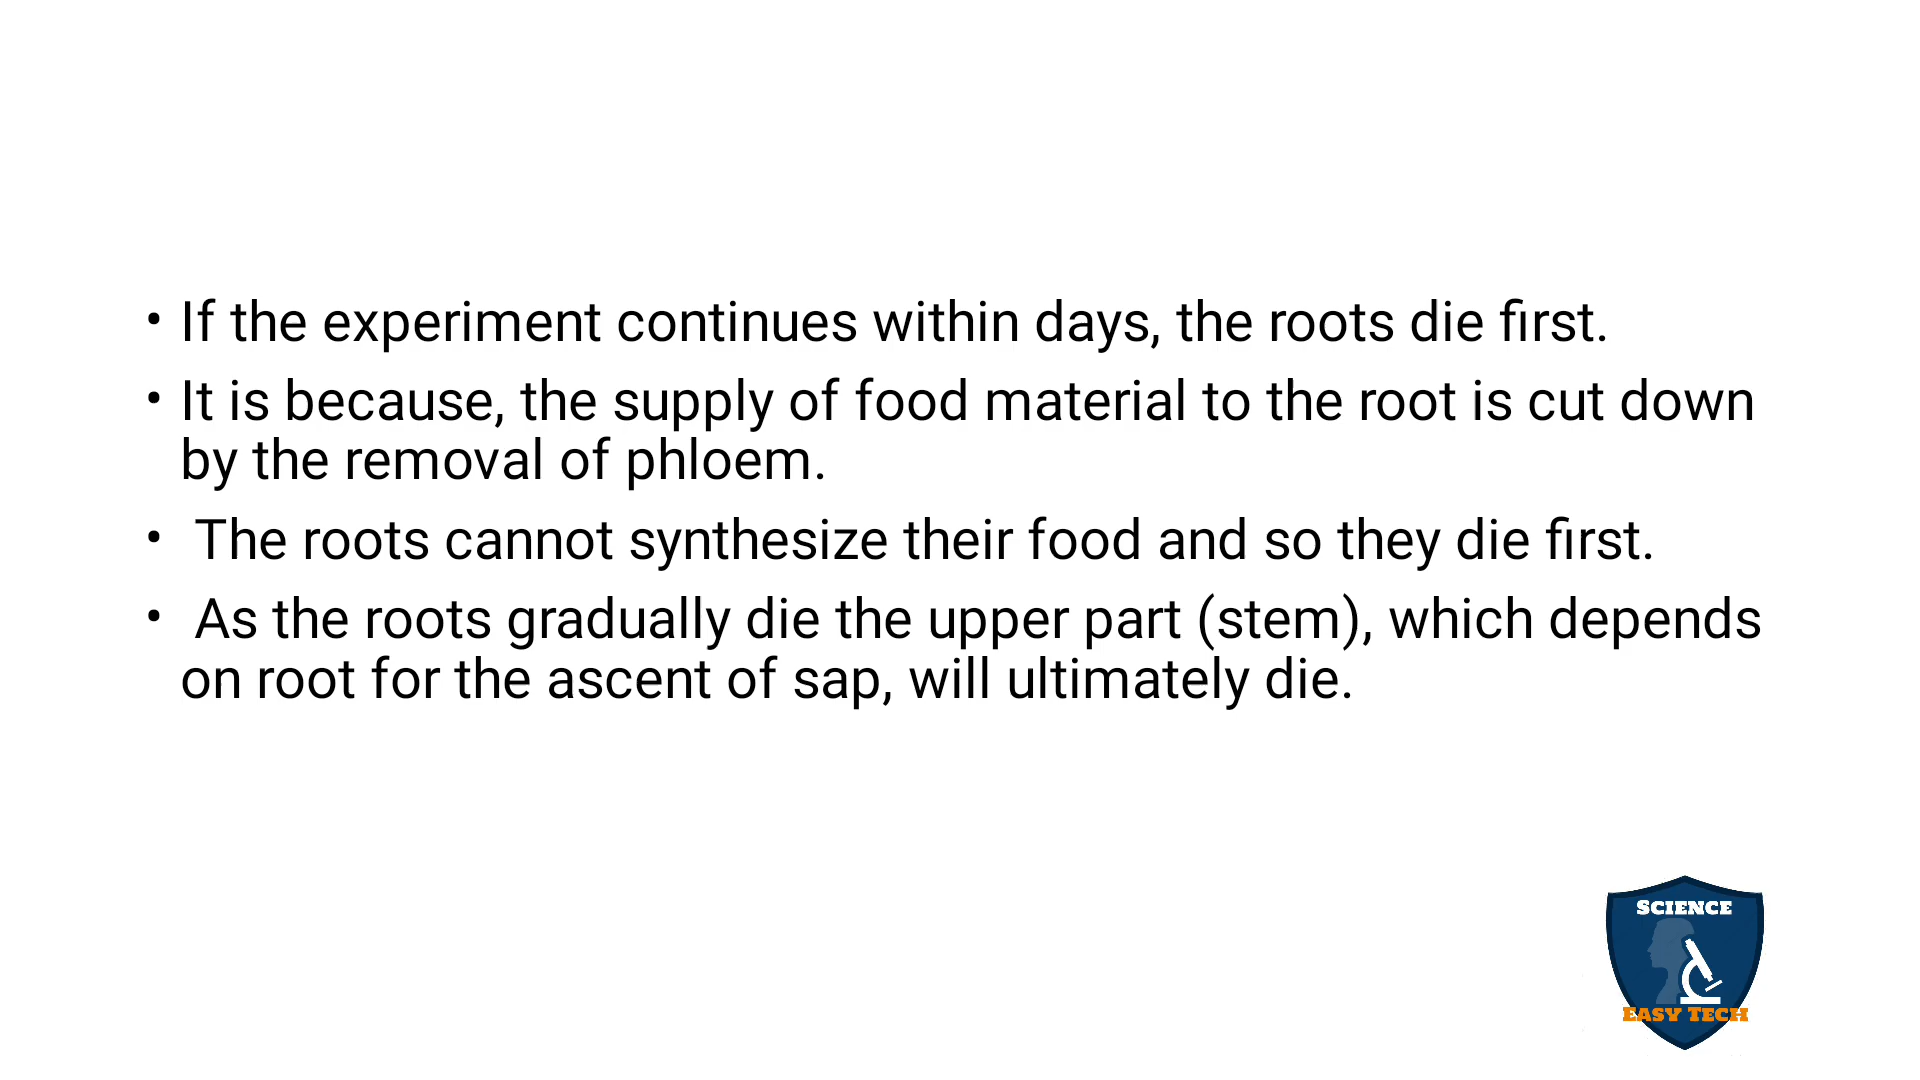 • If the experiment continues within days, the roots die first.
• It is because, the supply of food material to the root is cut down
by the removal of phloem.
• The roots cannot synthesize their food and so they die first.
• As the roots gradually die the upper part (stem), which depends
on root for the ascent of sap, will ultimately die.
SCIENCE
EASY TECH